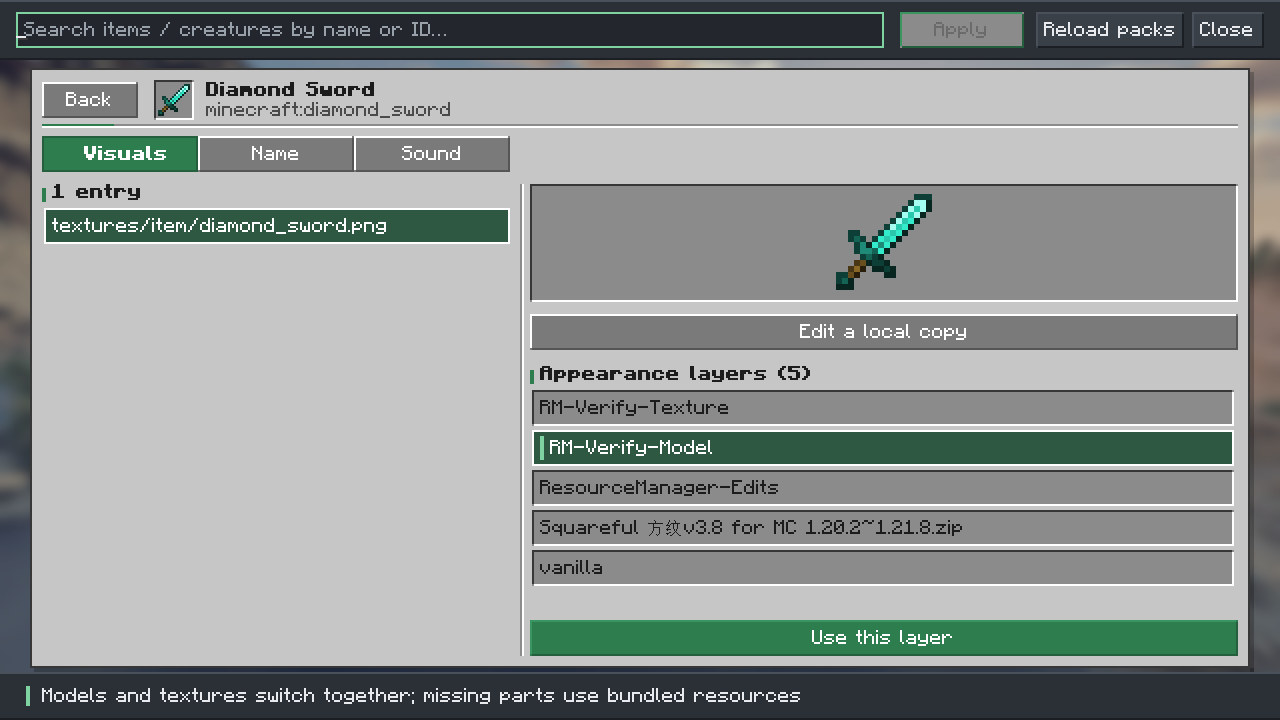 Search items / creatures by name or ID...
Apply
Reload packs
Close
Back
Diamond Sword
minecraft:diamond_sword
Visuals
Name
Sound
1 entry
textures/item/diamond_sword.png
Edit a local copy
Appearance layers (5)
RM-Verify-Texture
RM-Verify-Model
ResourceManager-Edits
Squareful 方纹v3.8 for MC 1.20.2~1.21.8.zip
vanilla
Use this layer
Models and textures switch together; missing parts use bundled resources